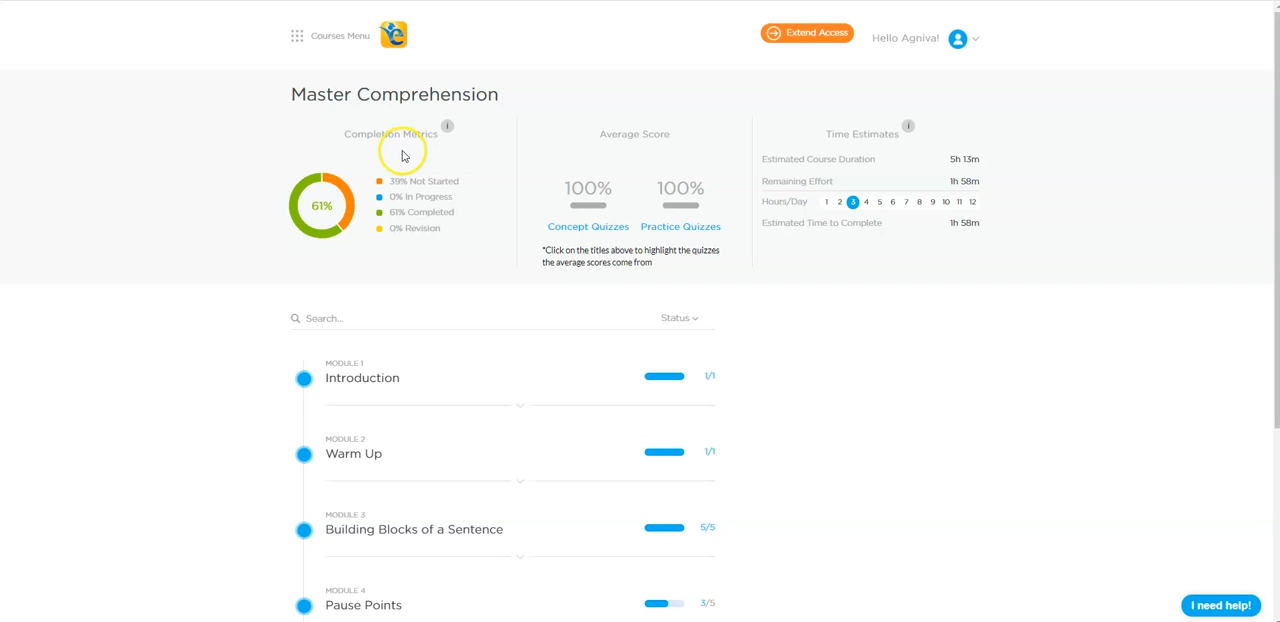 Courses Menu
e
Extend Access
Hello Agniva!
Master Comprehension
Completion Metrics
i
61%
39% Not Started
0% In Progress
61% Completed
0% Revision
Average Score
100%
100%
Concept Quizzes
Practice Quizzes
*Click on the titles above to highlight the quizzes
the average scores come from
Time Estimates
i
Estimated Course Duration 5h 13m
Remaining Effort 1h 58m
Hours/Day 1 2 3 4 5 6 7 8 9 10 11 12
Estimated Time to Complete 1h 58m
Search...
Status
MODULE 1
Introduction 1/1
MODULE 2
Warm Up 1/1
MODULE 3
Building Blocks of a Sentence 5/5
MODULE 4
Pause Points 3/5
I need help!